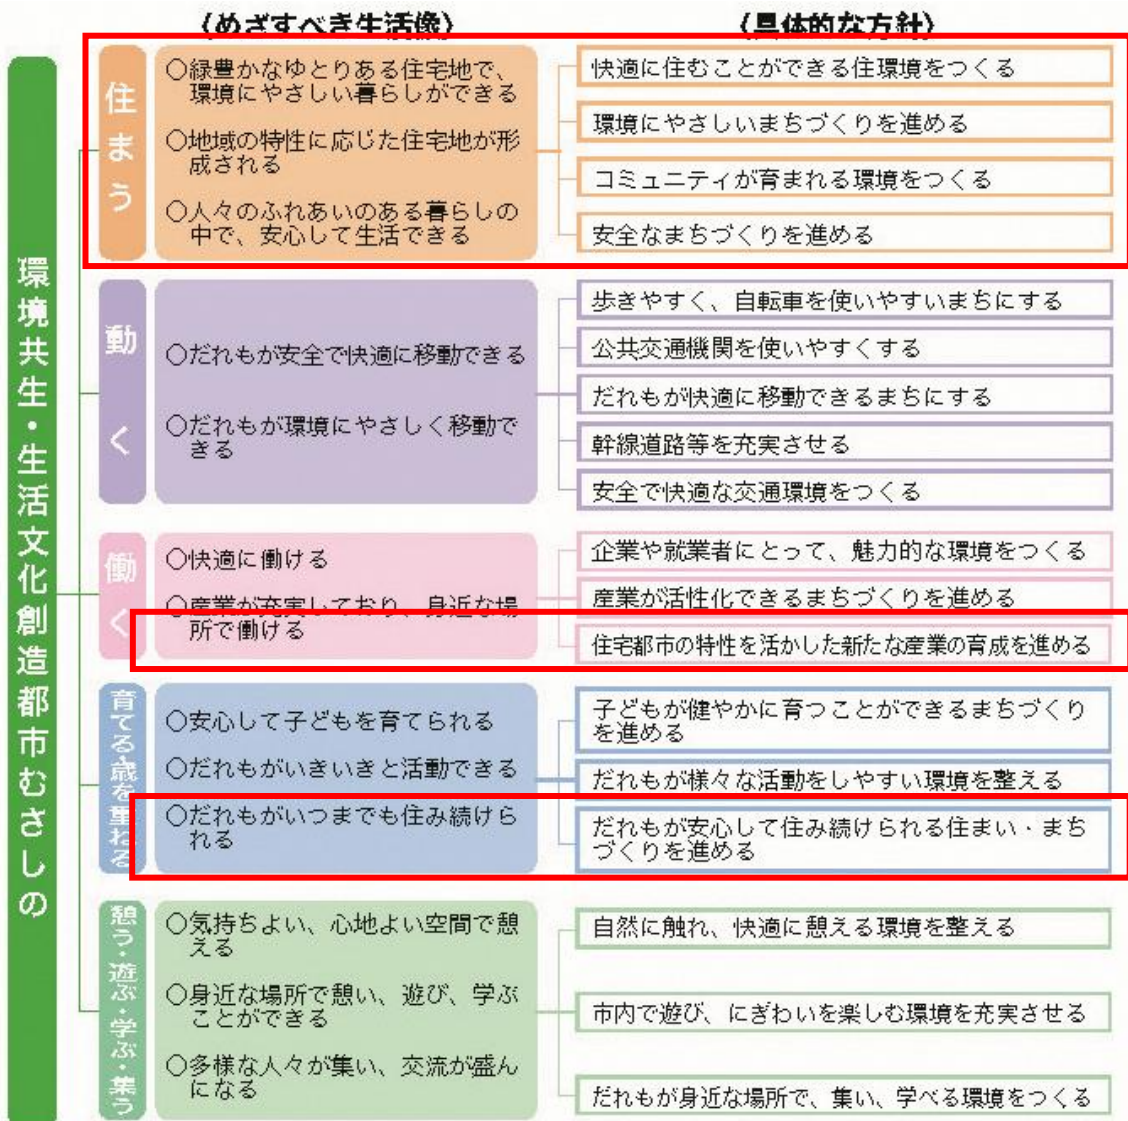 （めざすべき生活像）
（具体的な方針）
環境共生・生活文化創造都市むさしの
住まう
○緑豊かなゆとりある住宅地で、
環境にやさしい暮らしができる
○地域の特性に応じた住宅地が形
成される
○人々のふれあいのある暮らしの
中で、安心して生活できる
快適に住むことができる住環境をつくる
環境にやさしいまちづくりを進める
コミュニティが育まれる環境をつくる
安全なまちづくりを進める
動く
○だれもが安全で快適に移動できる
○だれもが環境にやさしく移動で
きる
歩きやすく、自転車を使いやすいまちにする
公共交通機関を使いやすくする
だれもが快適に移動できるまちにする
幹線道路等を充実させる
安全で快適な交通環境をつくる
働く
○快適に働ける
○産業が充実しており、身近な場
所で働ける
企業や就業者にとって、魅力的な環境をつくる
産業が活性化できるまちづくりを進める
住宅都市の特性を活かした新たな産業の育成を進める
育てる・歳を重ねる
○安心して子どもを育てられる
○だれもがいきいきと活動できる
○だれもがいつまでも住み続けら
れる
子どもが健やかに育つことができるまちづくり
を進める
だれもが様々な活動をしやすい環境を整える
だれもが安心して住み続けられる住まい・まち
づくりを進める
憩う・遊ぶ・学ぶ・集う
○気持ちよい、心地よい空間で憩
える
○身近な場所で憩い、遊び、学ぶ
ことができる
○多様な人々が集い、交流が盛ん
になる
自然に触れ、快適に憩える環境を整える
市内で遊び、にぎわいを楽しむ環境を充実させる
だれもが身近な場所で、集い、学べる環境をつくる